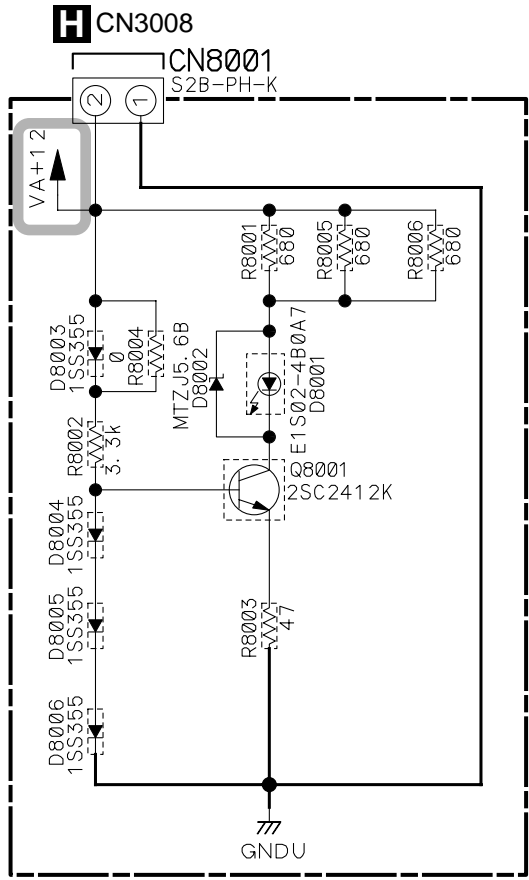 H CN3008
CN8001
S2B-PH-K
2 1
VA+12
R8001
680
R8005
680
R8006
680
D8003
1SS355
0
R8004
MTZJ5.6B
D8002
E1S02-4B0A7
D8001
R8002
3.3k
Q8001
2SC2412K
D8004
1SS355
D8005
1SS355
R8003
47
D8006
1SS355
GNDU